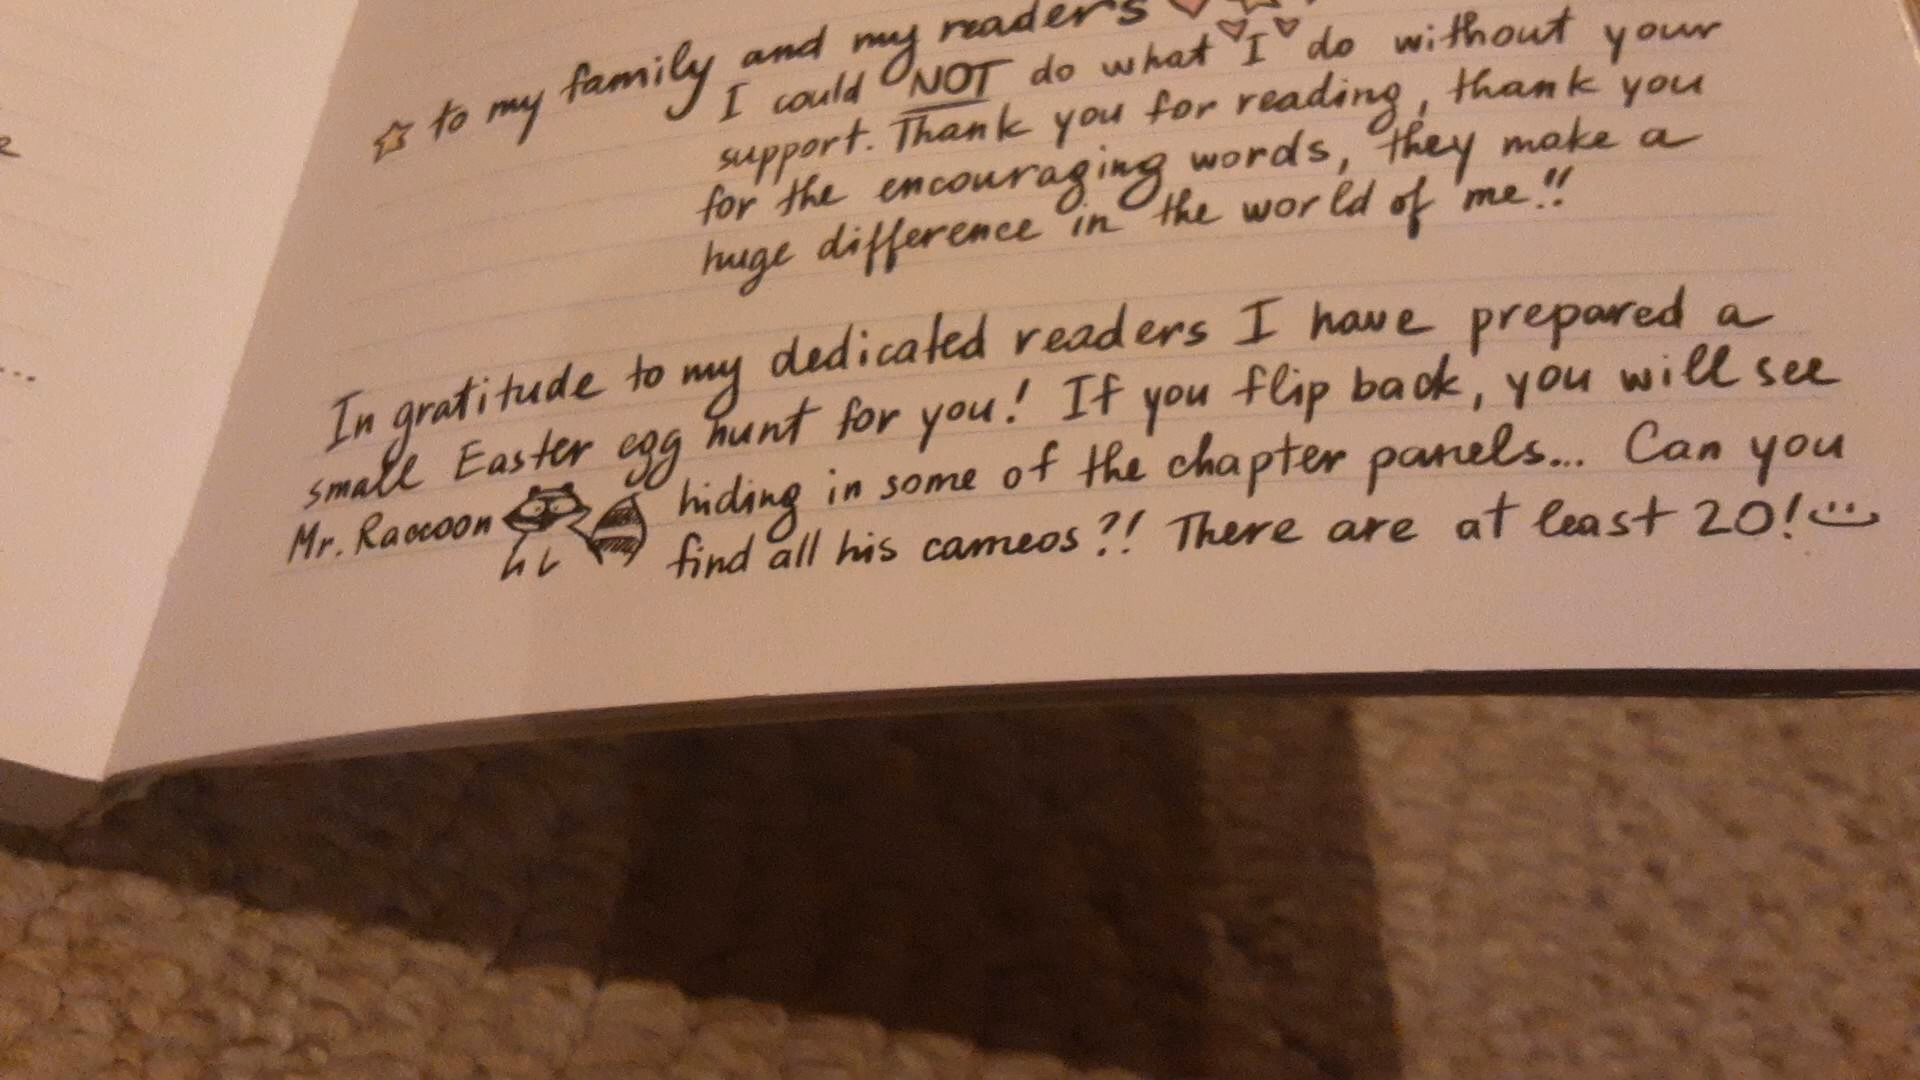 to my family and my readers
I could NOT do what I do without your
support. Thank you for reading, thank you
for the encouraging words, they make a
huge difference in the world of me!!
In gratitude to my dedicated readers I have prepared a
small Easter egg hunt for you! If you flip back, you will see
Mr. Raccoon hiding in some of the chapter panels... Can you
find all his cameos?! There are at least 20!